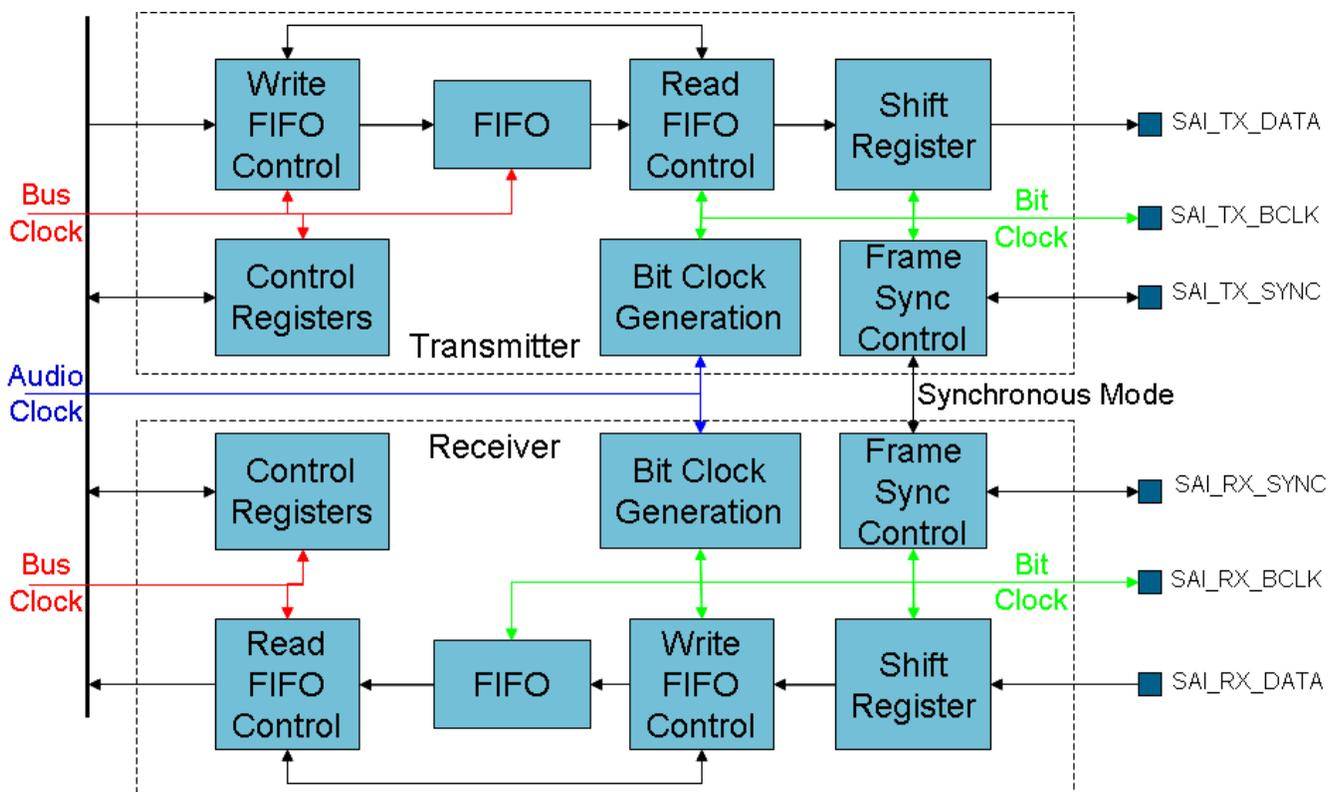 Write
FIFO
Control
FIFO
Read
FIFO
Control
Shift
Register
SAI_TX_DATA
Bus
Clock
Bit
Clock
SAI_TX_BCLK
Control
Registers
Bit Clock
Generation
Frame
Sync
Control
SAI_TX_SYNC
Transmitter
Audio
Clock
Synchronous Mode
Receiver
Control
Registers
Bit Clock
Generation
Frame
Sync
Control
SAI_RX_SYNC
Bus
Clock
Bit
Clock
SAI_RX_BCLK
Read
FIFO
Control
FIFO
Write
FIFO
Control
Shift
Register
SAI_RX_DATA